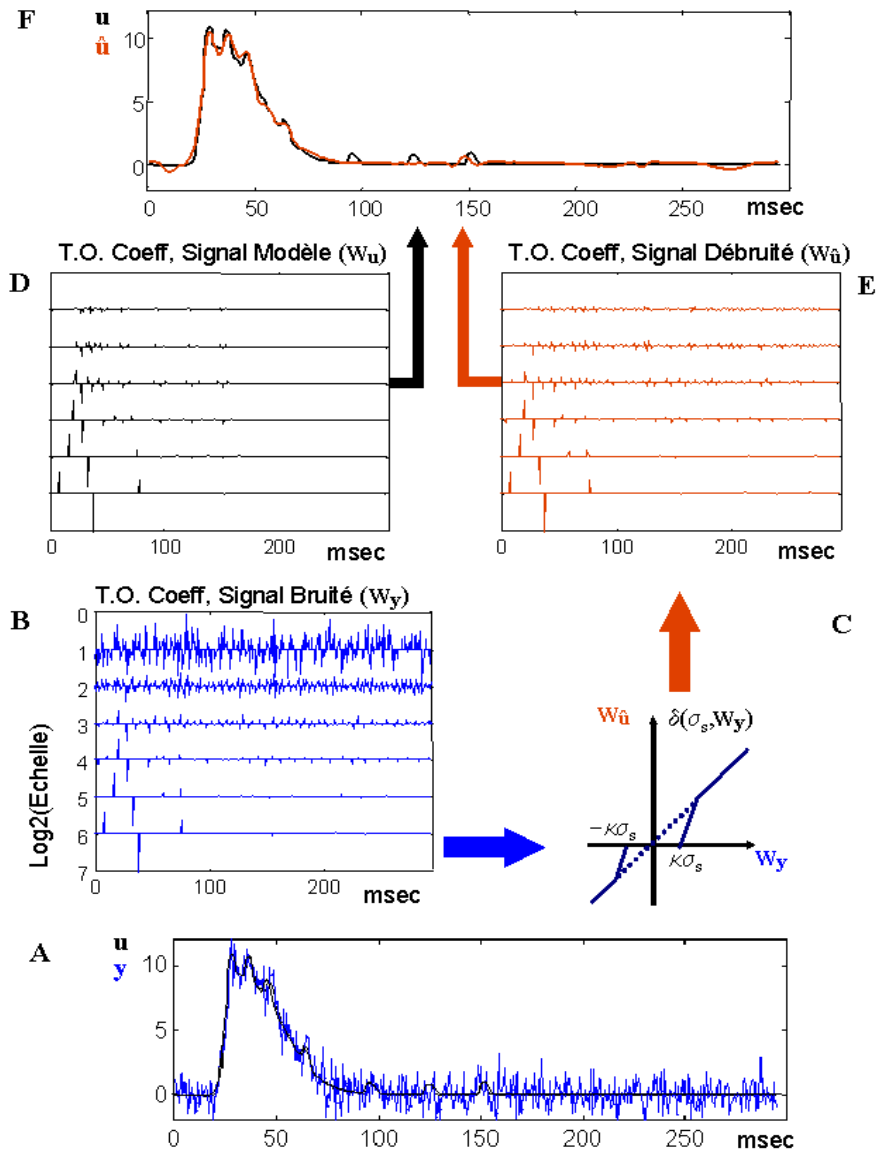 F
u
û
10
5
0
0 50 100 150 200 250
msec
T.O. Coeff, Signal Modèle (Wu)
T.O. Coeff, Signal Débruité (Wû)
D
E
0 100 200
msec
0 100 200
msec
T.O. Coeff, Signal Bruité (Wy)
B
C
0
1
2
3
4
5
6
7
Log2(Echelle)
0 200
msec
Wû
δ(σs,Wy)
−κσs
κσs
Wy
A
u
y
10
5
0
0 50 100 150 200 250 300
msec